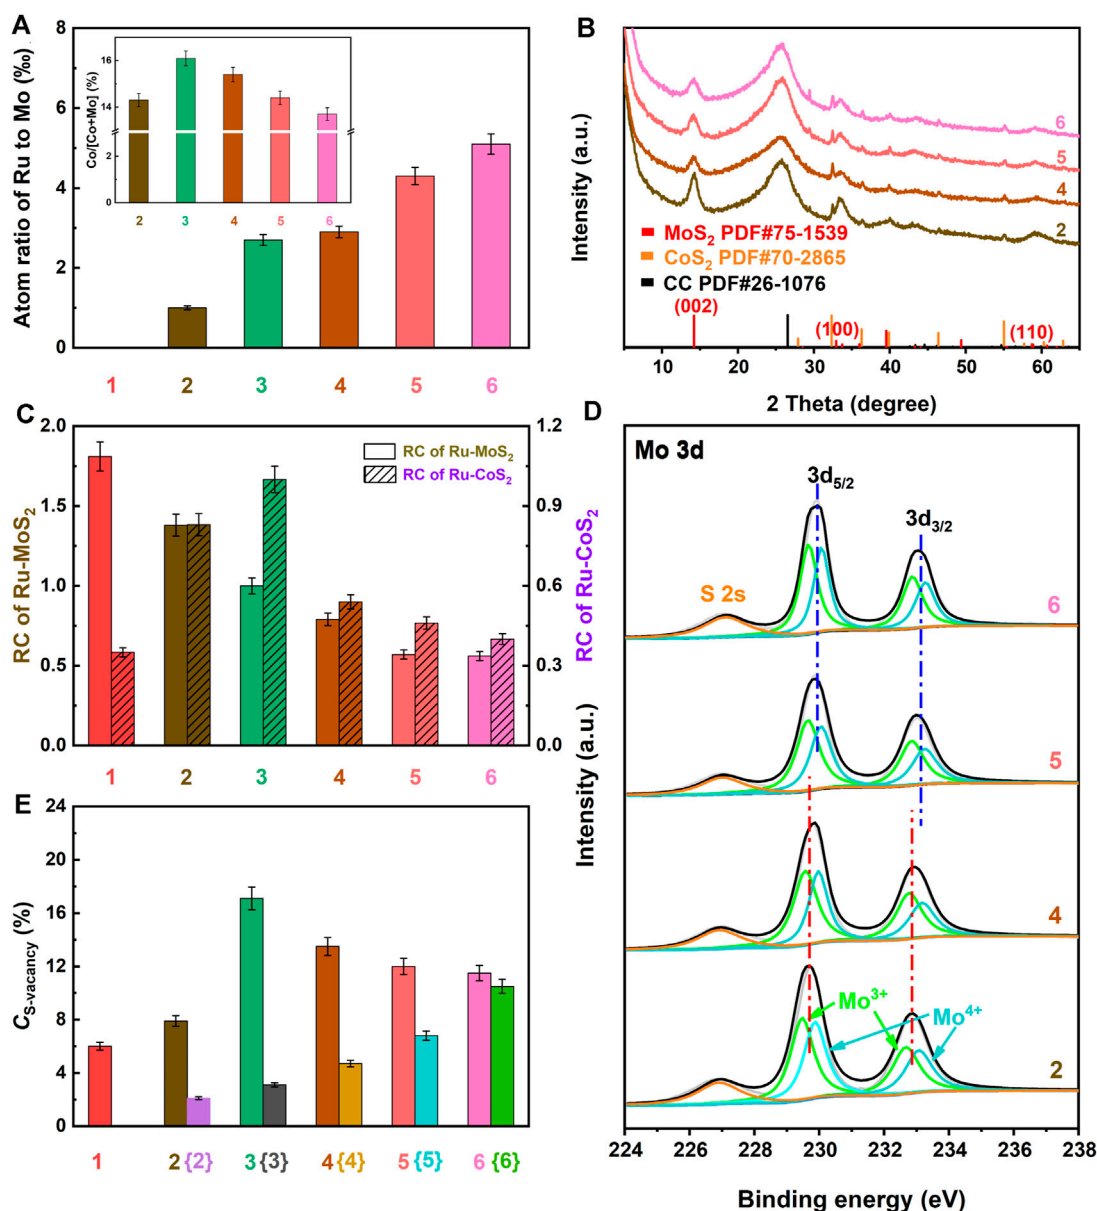 A
Atom ratio of Ru to Mo (‰)
8
6
4
2
0
Co/[Co+Mo] (%)
16
14
2
0
2 3 4 5 6
1 2 3 4 5 6
B
Intensity (a.u.)
6
5
4
2
MoS2 PDF#75-1539
CoS2 PDF#70-2865
CC PDF#26-1076
(002)
(100)
(110)
10 20 30 40 50 60
2 Theta (degree)
C
RC of Ru-MoS2
2.0
1.5
1.0
0.5
0.0
RC of Ru-MoS2
RC of Ru-CoS2
1.2
0.9
0.6
0.3
0.0
RC of Ru-CoS2
1 2 3 4 5 6
D
Mo 3d
3d5/2
3d3/2
S 2s
6
5
4
Mo3+
Mo4+
2
Intensity (a.u.)
224 226 228 230 232 234 236 238
Binding energy (eV)
E
CS-vacancy (%)
24
20
16
12
8
4
0
1 2 {2} 3 {3} 4 {4} 5 {5} 6 {6}